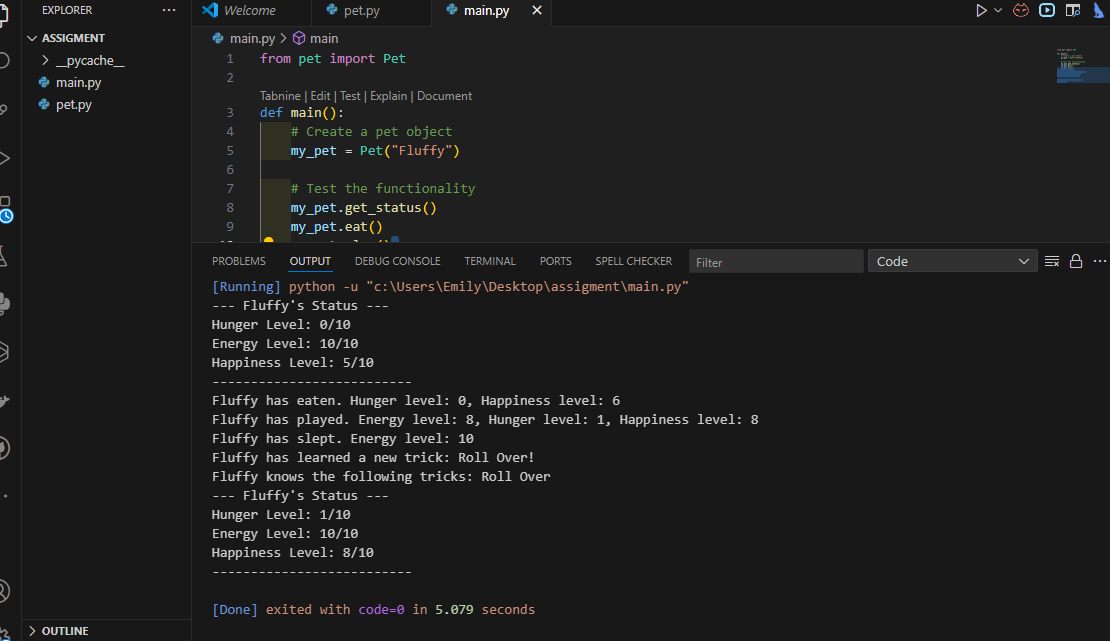 EXPLORER
Welcome
pet.py
main.py
ASSIGMENT
__pycache__
main.py
pet.py
OUTLINE
main.py > main
1 from pet import Pet
2
Tabnine | Edit | Test | Explain | Document
3 def main():
4 # Create a pet object
5 my_pet = Pet("Fluffy")
6
7 # Test the functionality
8 my_pet.get_status()
9 my_pet.eat()
PROBLEMS OUTPUT DEBUG CONSOLE TERMINAL PORTS SPELL CHECKER Filter Code
[Running] python -u "c:\Users\Emily\Desktop\assigment\main.py"
--- Fluffy's Status ---
Hunger Level: 0/10
Energy Level: 10/10
Happiness Level: 5/10
--------------------------
Fluffy has eaten. Hunger level: 0, Happiness level: 6
Fluffy has played. Energy level: 8, Hunger level: 1, Happiness level: 8
Fluffy has slept. Energy level: 10
Fluffy has learned a new trick: Roll Over!
Fluffy knows the following tricks: Roll Over
--- Fluffy's Status ---
Hunger Level: 1/10
Energy Level: 10/10
Happiness Level: 8/10
--------------------------
[Done] exited with code=0 in 5.079 seconds